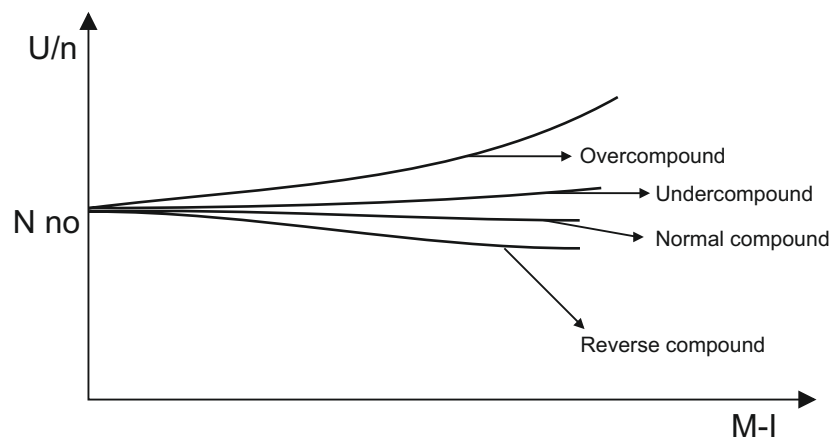 U/n
Overcompound
Undercompound
N no
Normal compound
Reverse compound
M-I